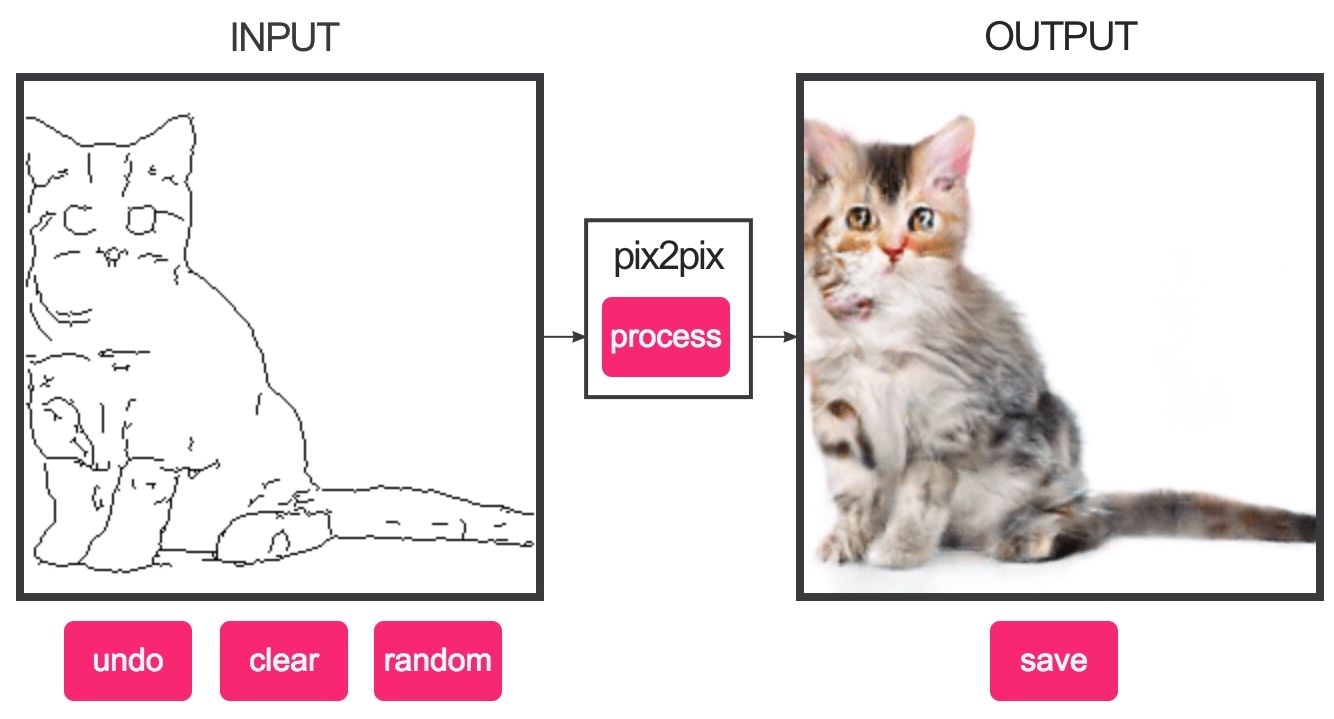 INPUT
OUTPUT
pix2pix
process
undo
clear
random
save